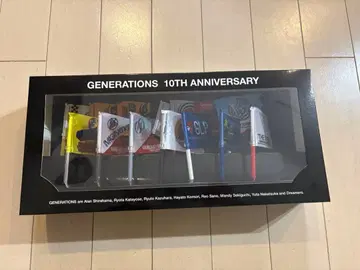 GENERATIONS 10TH ANNIVERSARY
GENERATIONS are Alan Shirahama, Ryota Katayose, Ryuto Kazuhara, Hayato Komori, Reo Sano, Mandy Sekiguchi, Yuta Nakatsuka and Dreamers.